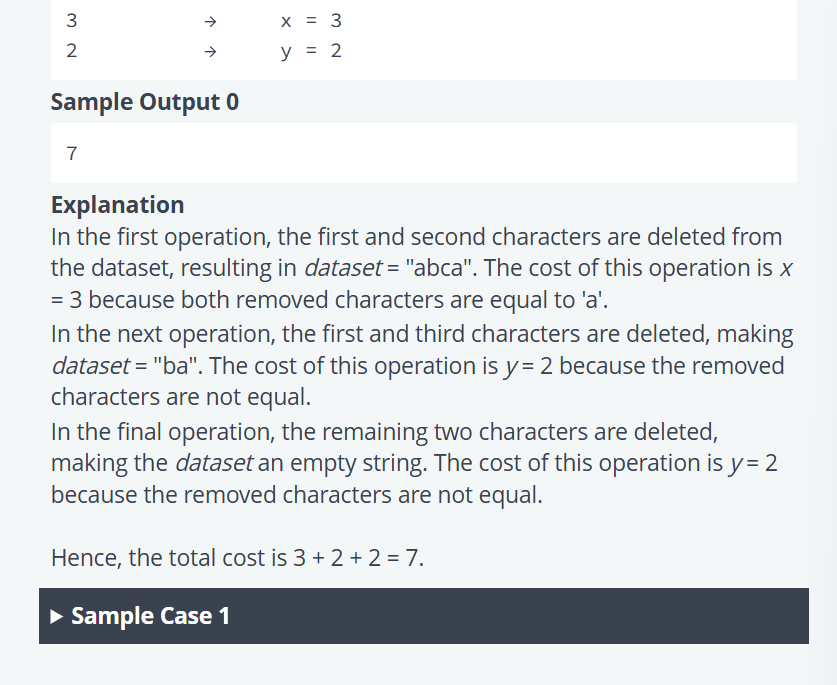 3 → x = 3
2 → y = 2
Sample Output 0
7
Explanation
In the first operation, the first and second characters are deleted from
the dataset, resulting in dataset = "abca". The cost of this operation is x
= 3 because both removed characters are equal to 'a'.
In the next operation, the first and third characters are deleted, making
dataset = "ba". The cost of this operation is y = 2 because the removed
characters are not equal.
In the final operation, the remaining two characters are deleted,
making the dataset an empty string. The cost of this operation is y = 2
because the removed characters are not equal.
Hence, the total cost is 3 + 2 + 2 = 7.
▶ Sample Case 1